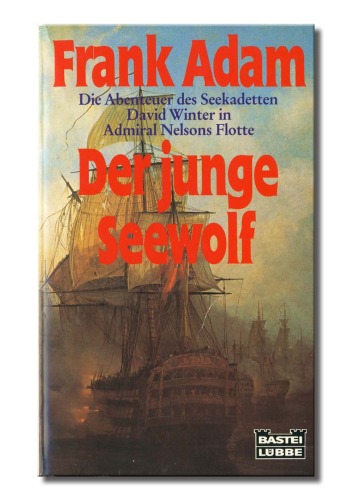 Frank Adam
Die Abenteuer des Seekadetten
David Winter in
Admiral Nelsons Flotte
Der junge
Seewolf
BASTEI
LÜBBE